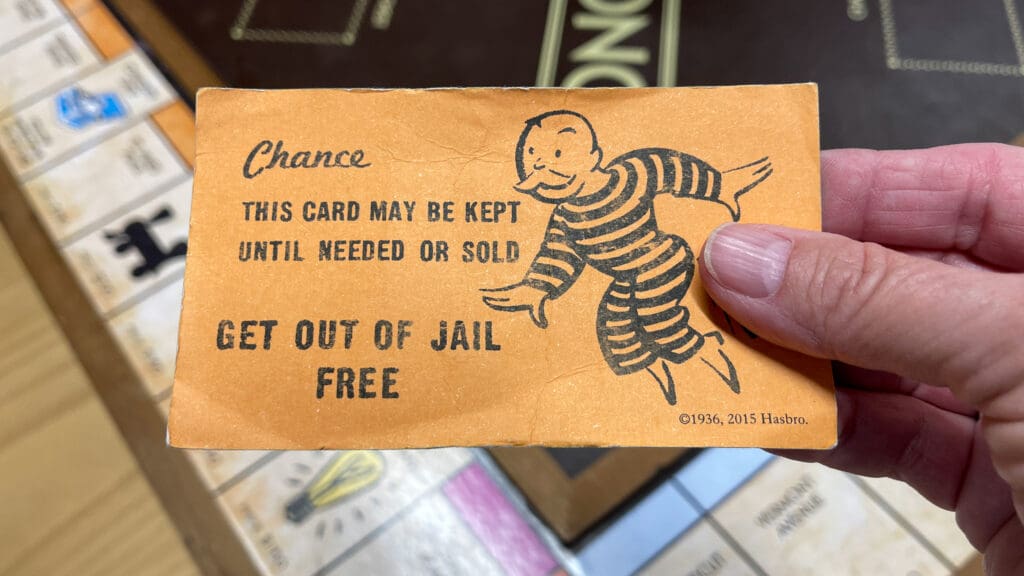 Chance
THIS CARD MAY BE KEPT
UNTIL NEEDED OR SOLD
GET OUT OF JAIL
FREE
©1936, 2015 Hasbro.